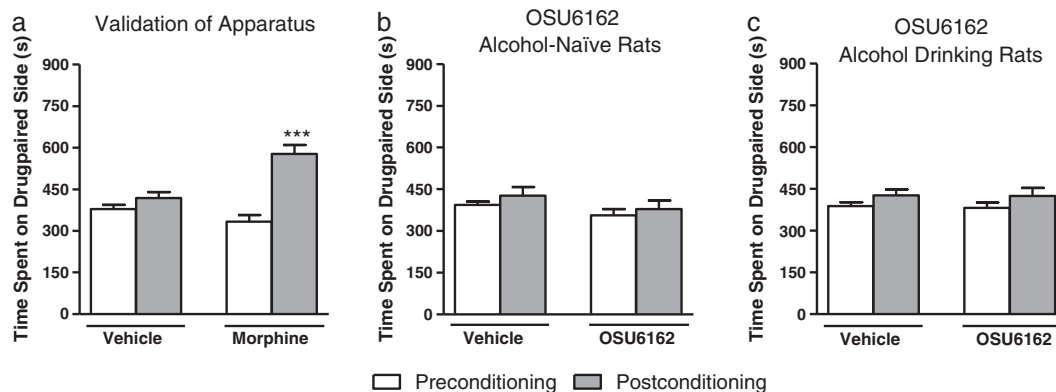 a
Validation of Apparatus
Time Spent on Drugpaired Side (s)
900
750
600
450
300
150
0
***
Vehicle
Morphine
b
OSU6162
Alcohol-Naïve Rats
Time Spent on Drugpaired Side (s)
900
750
600
450
300
150
0
Vehicle
OSU6162
c
OSU6162
Alcohol Drinking Rats
Time Spent on Drugpaired Side (s)
900
750
600
450
300
150
0
Vehicle
OSU6162
Preconditioning
Postconditioning